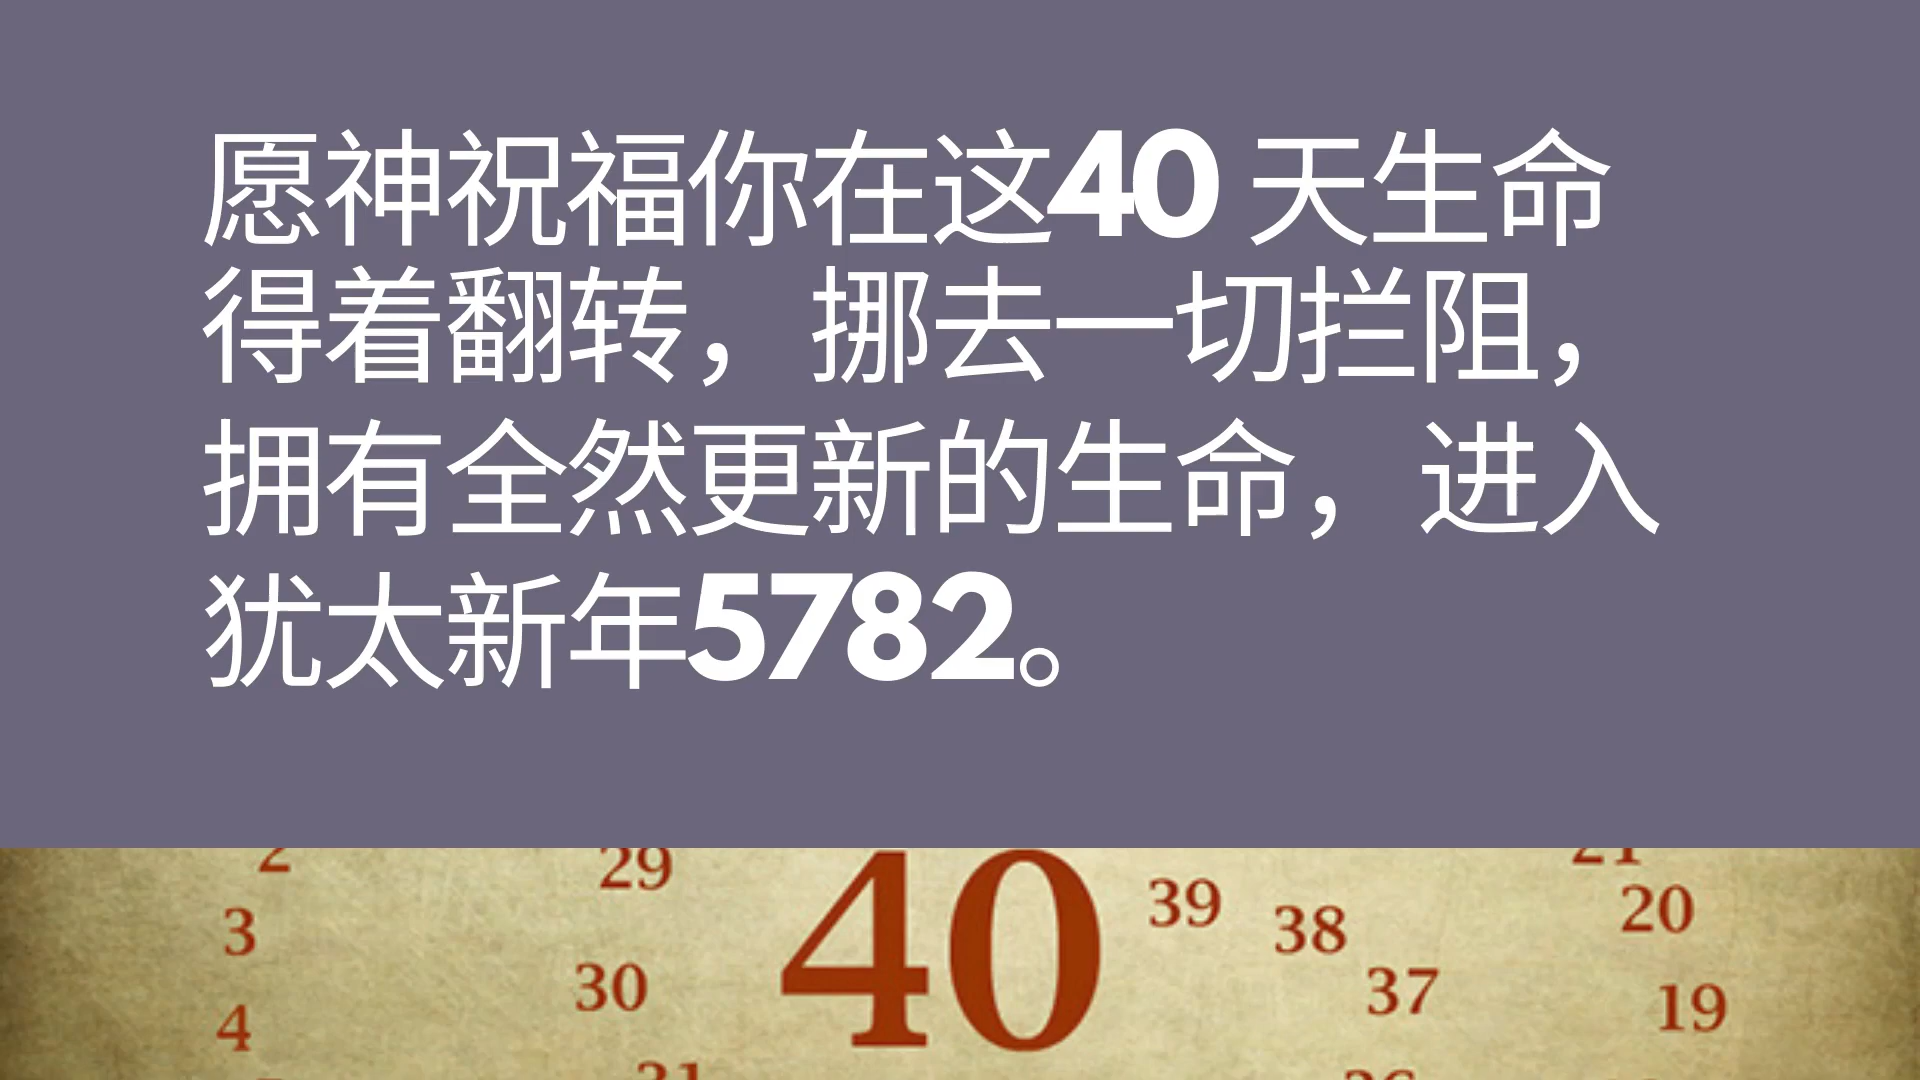 愿神祝福你在这40 天生命
得着翻转，挪去一切拦阻，
拥有全然更新的生命，进入
犹太新年5782。
2 29 40 39 38 21
3 20
30 37 19
4